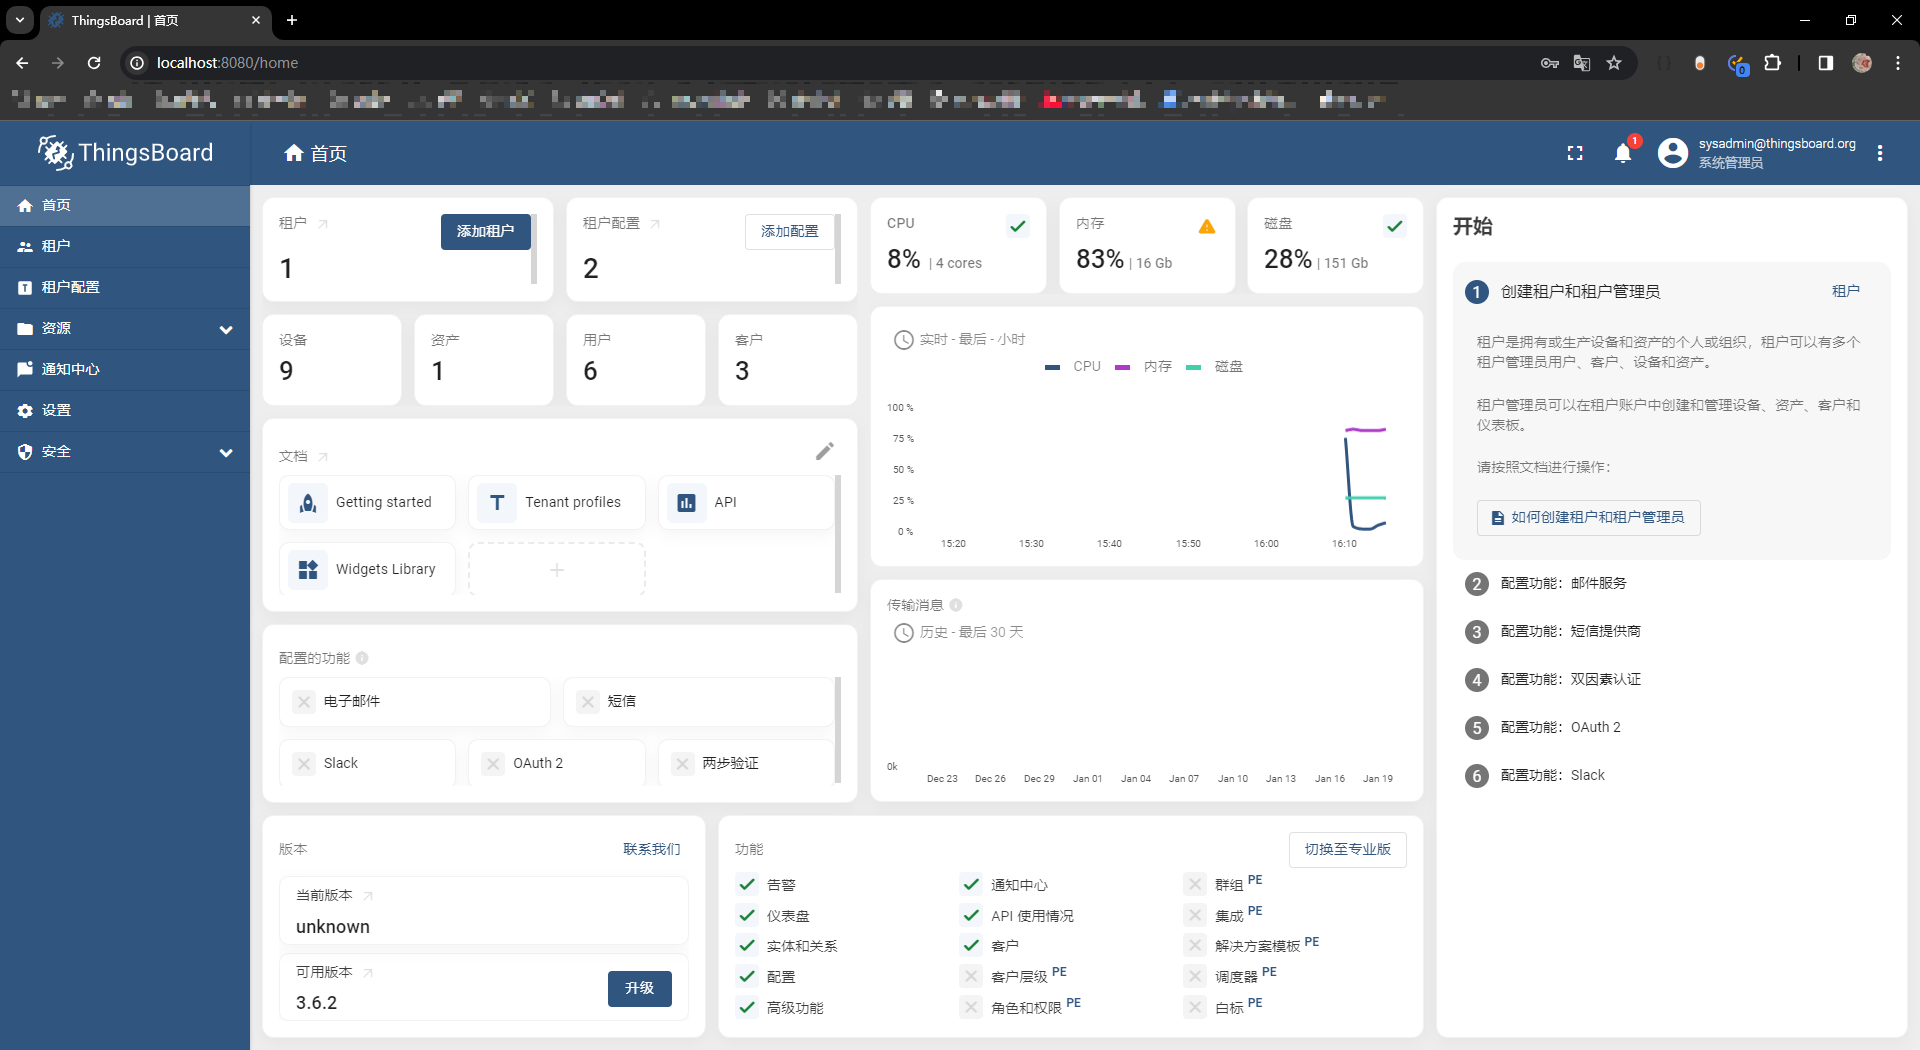 ThingsBoard | 首页
localhost:8080/home
0
ThingsBoard
首页
1
sysadmin@thingsboard.org
系统管理员
首页
租户
租户配置
资源
通知中心
设置
安全
租户
添加租户
1
租户配置
添加配置
2
CPU
8% | 4 cores
内存
83% | 16 Gb
磁盘
28% | 151 Gb
设备
9
资产
1
用户
6
客户
3
实时 - 最后 - 小时
CPU 内存 磁盘
100 %
75 %
50 %
25 %
0 %
15:20 15:30 15:40 15:50 16:00 16:10
文档
Getting started
T
Tenant profiles
API
Widgets Library
传输消息
历史 - 最后 30 天
0k
Dec 23 Dec 26 Dec 29 Jan 01 Jan 04 Jan 07 Jan 10 Jan 13 Jan 16 Jan 19
配置的功能
电子邮件
短信
Slack
OAuth 2
两步验证
版本
联系我们
当前版本
unknown
可用版本
3.6.2
升级
功能
切换至专业版
告警
仪表盘
实体和关系
配置
高级功能
通知中心
API 使用情况
客户
客户层级 PE
角色和权限 PE
群组 PE
集成 PE
解决方案模板 PE
调度器 PE
白标 PE
开始
1 创建租户和租户管理员
租户
租户是拥有或生产设备和资产的个人或组织，租户可以有多个
租户管理员用户、客户、设备和资产。
租户管理员可以在租户账户中创建和管理设备、资产、客户和
仪表板。
请按照文档进行操作：
如何创建租户和租户管理员
2 配置功能：邮件服务
3 配置功能：短信提供商
4 配置功能：双因素认证
5 配置功能：OAuth 2
6 配置功能：Slack